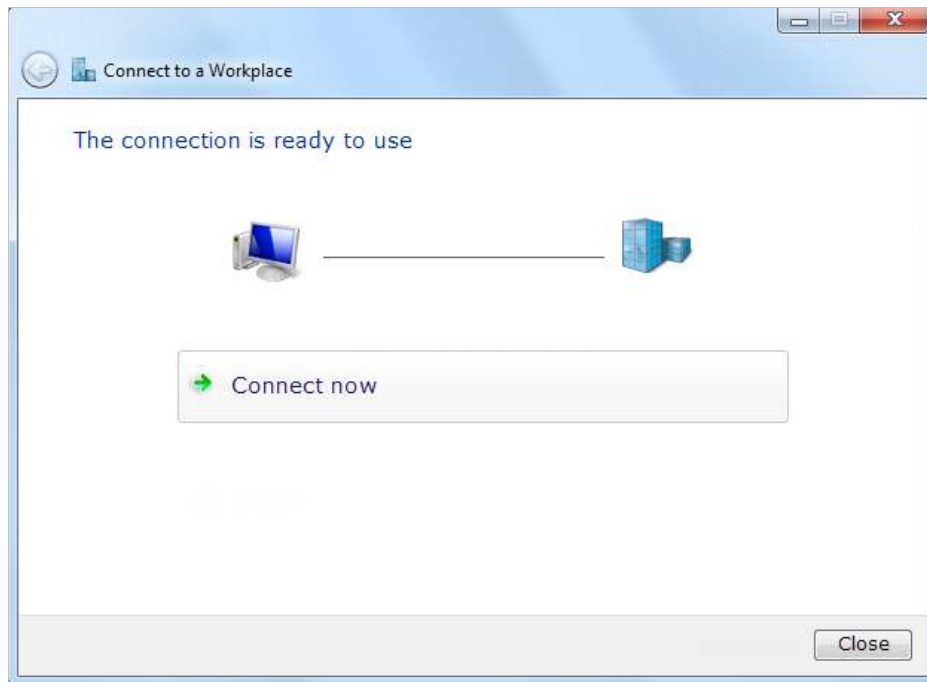 Connect to a Workplace
The connection is ready to use
Connect now
Close